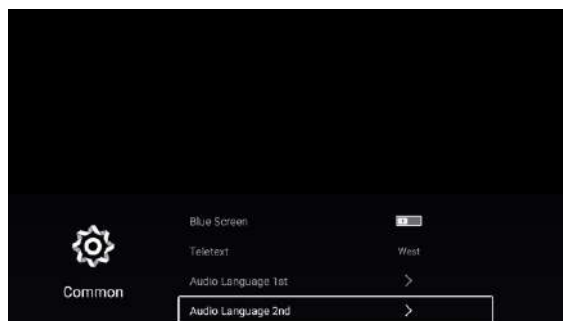 Blue Screen
Teletext West
Audio Language 1st
Common
Audio Language 2nd